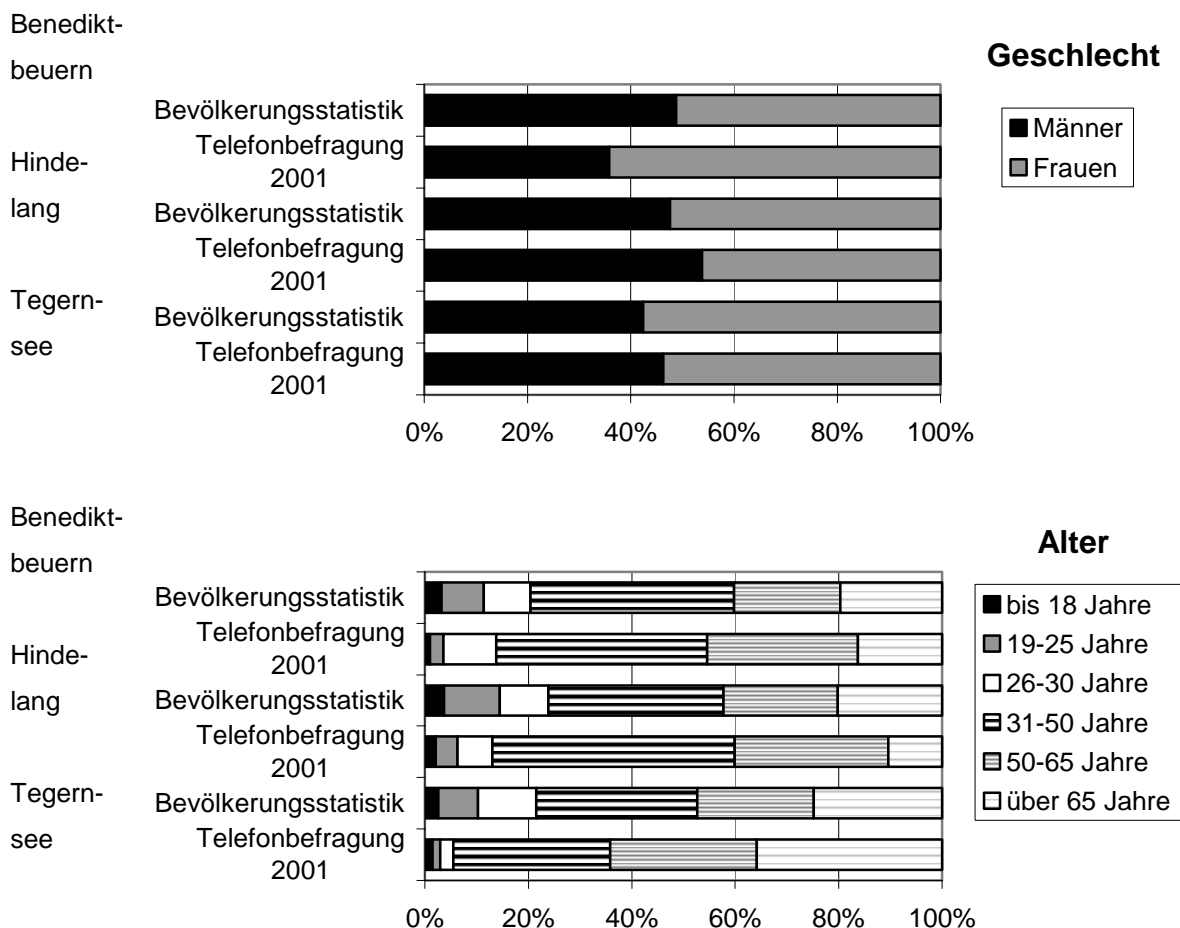 Benedikt-
beuern
Geschlecht
Bevölkerungsstatistik
Männer
Telefonbefragung
2001
Frauen
Hinde-
lang
Bevölkerungsstatistik
Telefonbefragung
2001
Tegern-
see
Bevölkerungsstatistik
Telefonbefragung
2001
0% 20% 40% 60% 80% 100%
Benedikt-
beuern
Alter
Bevölkerungsstatistik
Telefonbefragung
2001
Hinde-
lang
Bevölkerungsstatistik
Telefonbefragung
2001
Tegern-
see
Bevölkerungsstatistik
Telefonbefragung
2001
bis 18 Jahre
19-25 Jahre
26-30 Jahre
31-50 Jahre
50-65 Jahre
über 65 Jahre
0% 20% 40% 60% 80% 100%